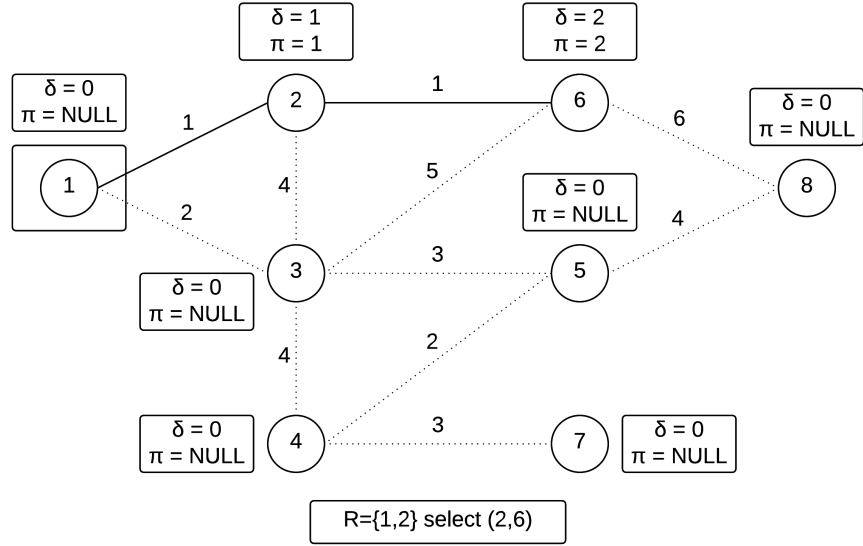 δ = 1
π = 1
δ = 2
π = 2
δ = 0
π = NULL
δ = 0
π = NULL
2
1
6
1
6
1
4
5
δ = 0
π = NULL
8
2
4
3
3
5
δ = 0
π = NULL
4
2
δ = 0
π = NULL
4
3
7
δ = 0
π = NULL
R={1,2} select (2,6)